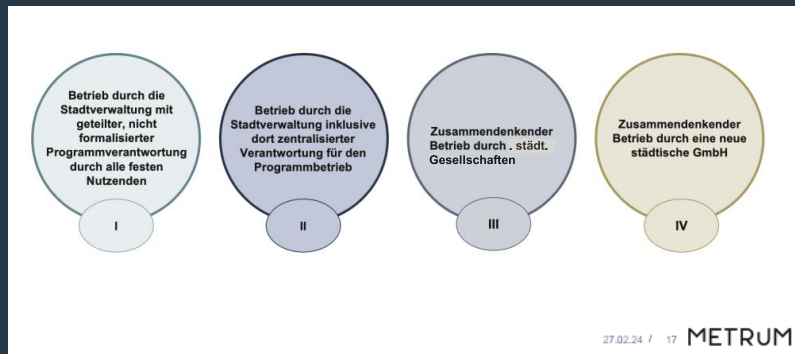 Betrieb durch die
Stadtverwaltung mit
geteilter, nicht
formalisierter
Programmverantwortung
durch alle festen
Nutzenden
I
Betrieb durch die
Stadtverwaltung inklusive
dort zentralisierter
Verantwortung für den
Programmbetrieb
II
Zusammendenkender
Betrieb durch . städt.
Gesellschaften
III
Zusammendenkender
Betrieb durch eine neue
städtische GmbH
IV
27.02.24 / 17 METRUM